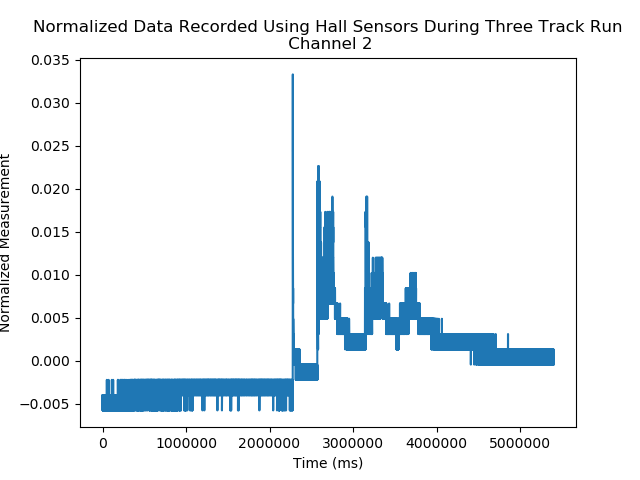 Normalized Data Recorded Using Hall Sensors During Three Track Run
Channel 2
0.035
0.030
0.025
0.020
0.015
0.010
0.005
0.000
−0.005
Normalized Measurement
0 1000000 2000000 3000000 4000000 5000000
Time (ms)